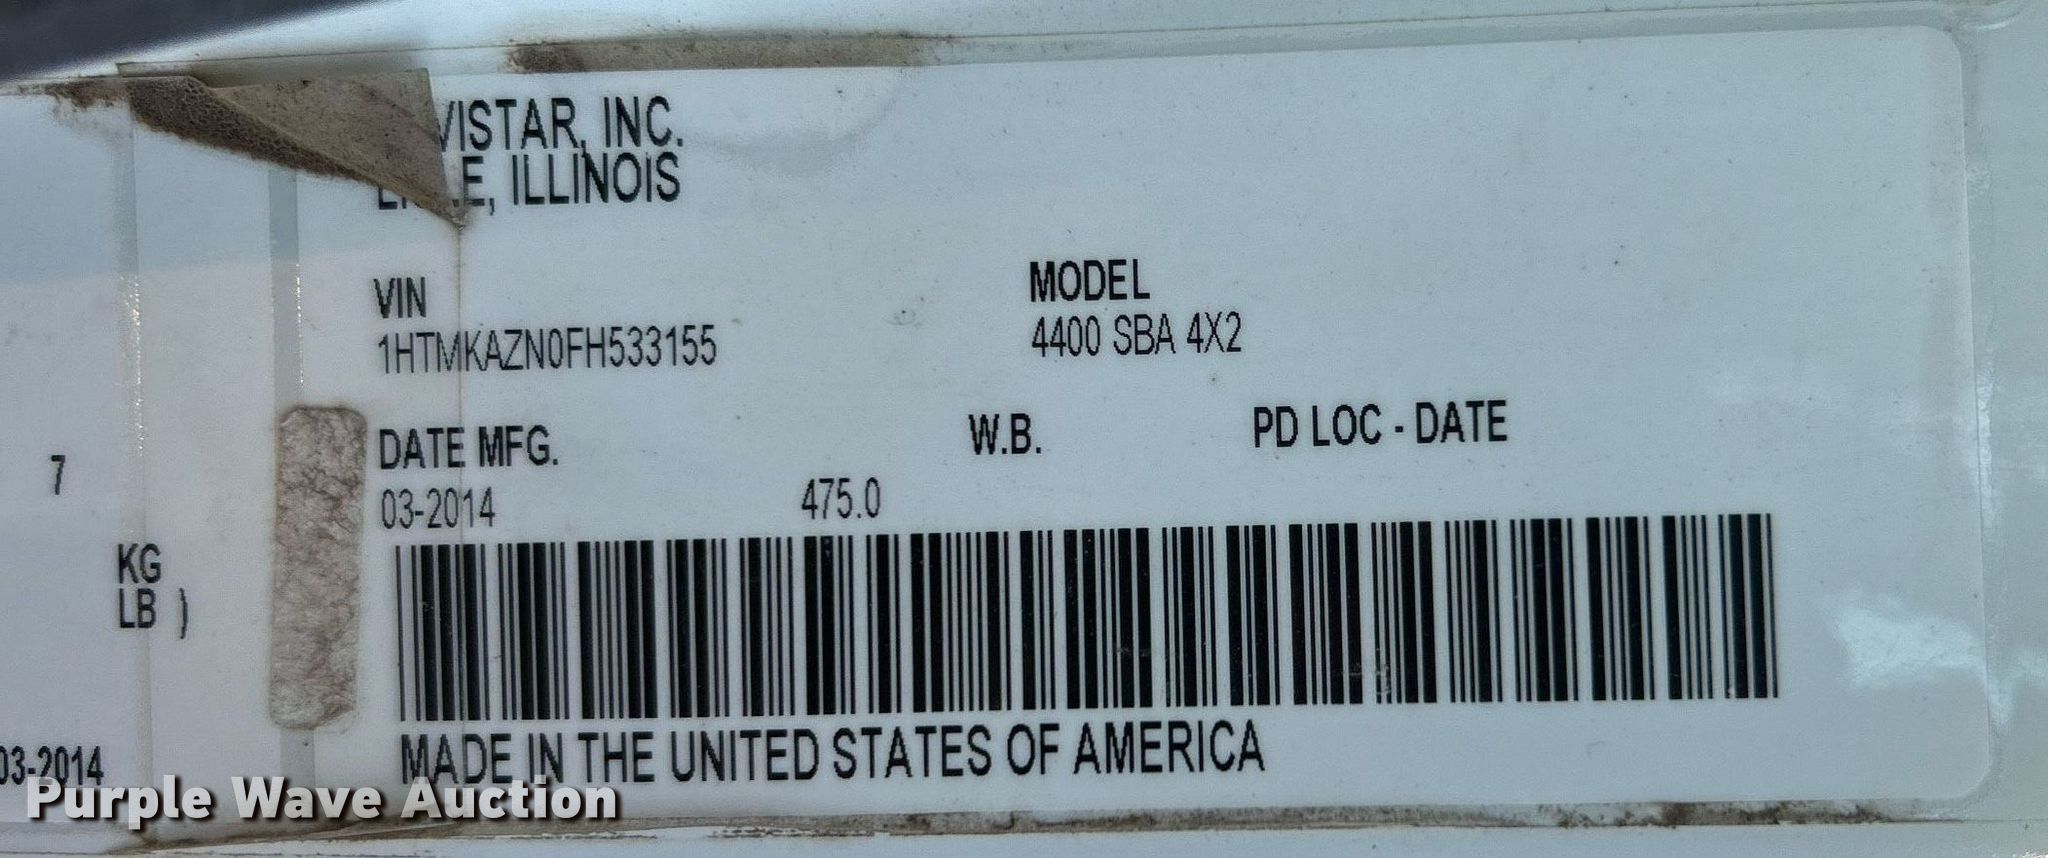 VISTAR, INC.
E, ILLINOIS
VIN
1HTMKAZN0FH533155
MODEL
4400 SBA 4X2
DATE MFG.
03-2014
475.0
W.B.
PD LOC - DATE
7
KG
LB )
MADE IN THE UNITED STATES OF AMERICA
03-2014
Purple Wave Auction